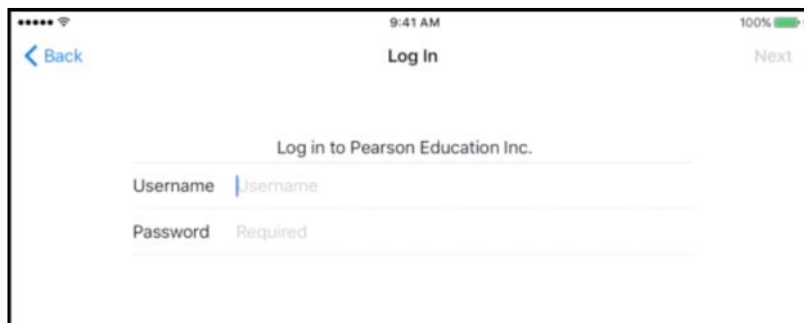 9:41 AM 100%
Back Log In Next
Log in to Pearson Education Inc.
Username Username
Password Required